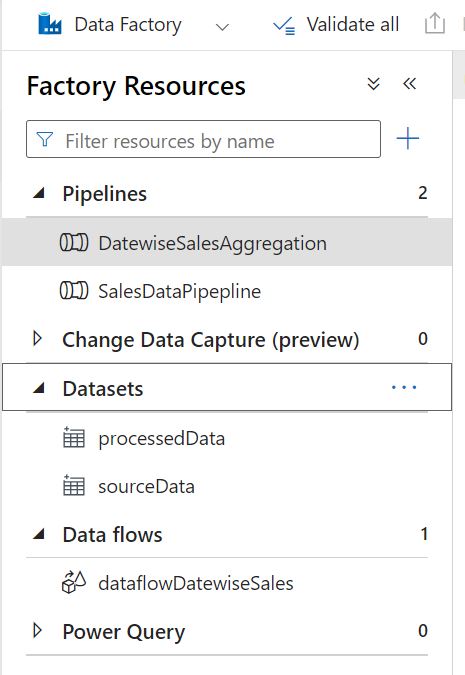 Data Factory Validate all
Factory Resources
Filter resources by name
Pipelines 2
DatewiseSalesAggregation
SalesDataPipepline
Change Data Capture (preview) 0
Datasets
processedData
sourceData
Data flows 1
dataflowDatewiseSales
Power Query 0